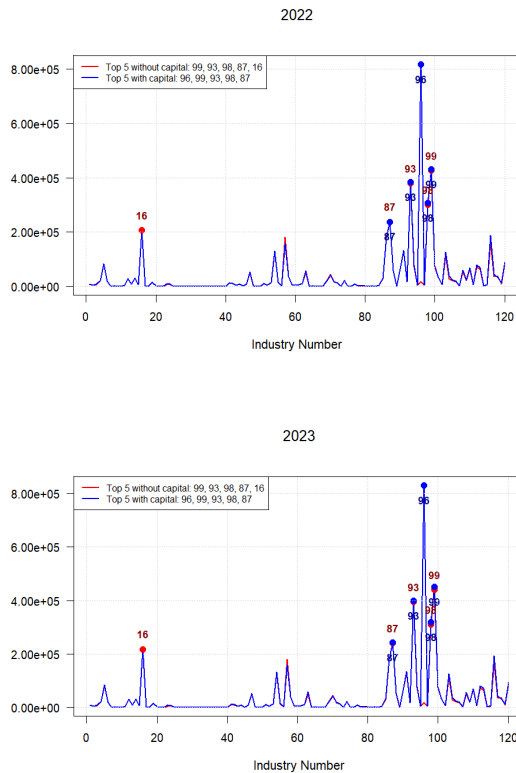 2022
Top 5 without capital: 99, 93, 98, 87, 16
Top 5 with capital: 96, 99, 93, 98, 87
8.00e+05
6.00e+05
4.00e+05
2.00e+05
0.00e+00
16
87
87
93
93
96
98
98
99
99
0 20 40 60 80 100 120
Industry Number
2023
Top 5 without capital: 99, 93, 98, 87, 16
Top 5 with capital: 96, 99, 93, 98, 87
8.00e+05
6.00e+05
4.00e+05
2.00e+05
0.00e+00
16
87
87
93
93
96
98
98
99
99
0 20 40 60 80 100 120
Industry Number